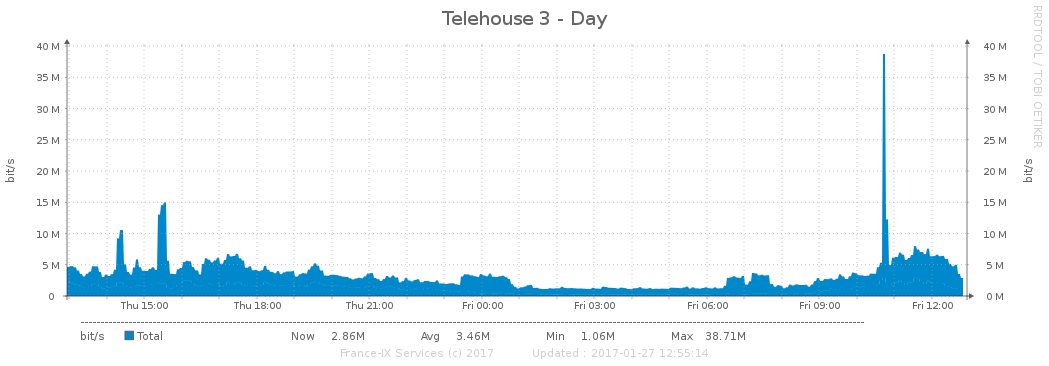 Telehouse 3 - Day
RRDTOOL / TOBI OETIKER
40 M 40 M
35 M 35 M
30 M 30 M
25 M 25 M
20 M 20 M
15 M 15 M
10 M 10 M
5 M 5 M
0 0 M
bit/s bit/s
Thu 15:00 Thu 18:00 Thu 21:00 Fri 00:00 Fri 03:00 Fri 06:00 Fri 09:00 Fri 12:00
bit/s Total Now 2.86M Avg 3.46M Min 1.06M Max 38.71M
France-IX Services (c) 2017 Updated : 2017-01-27 12:55:14